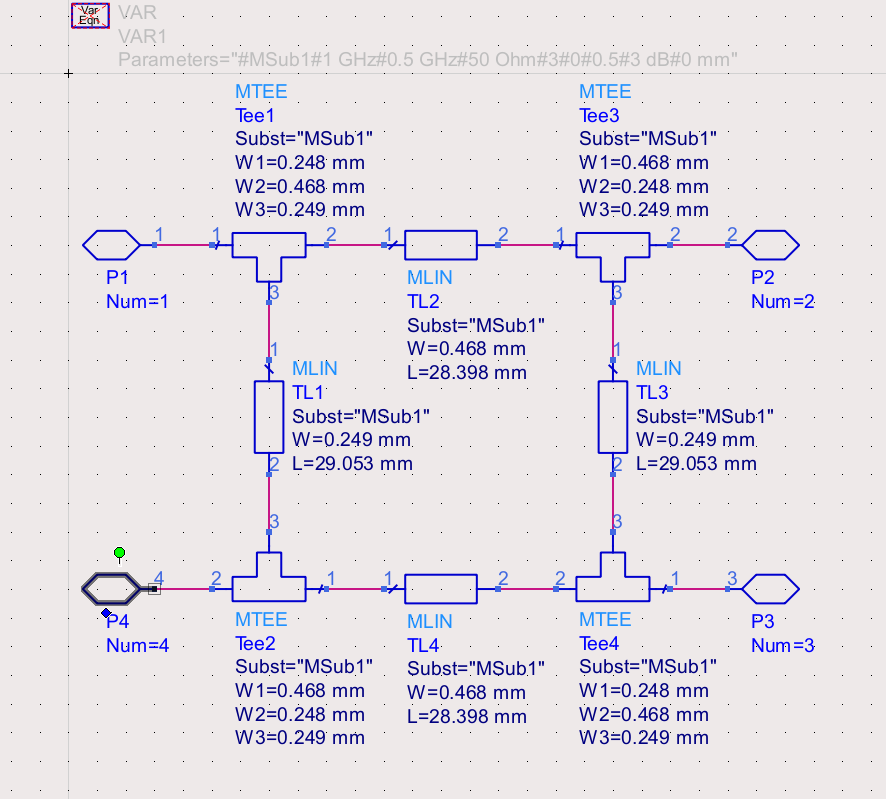 Var
Eqn
VAR
VAR1
Parameters="#MSub1#1 GHz#0.5 GHz#50 Ohm#3#0#0.5#3 dB#0 mm"
MTEE
Tee1
Subst="MSub1"
W1=0.248 mm
W2=0.468 mm
W3=0.249 mm
MTEE
Tee3
Subst="MSub1"
W1=0.468 mm
W2=0.248 mm
W3=0.249 mm
1 1 2 1 2 1 2 2
P1
Num=1
3
MLIN
TL2
Subst="MSub1"
W=0.468 mm
L=28.398 mm
3
P2
Num=2
1
MLIN
TL1
Subst="MSub1"
W=0.249 mm
L=29.053 mm
2
1
MLIN
TL3
Subst="MSub1"
W=0.249 mm
L=29.053 mm
2
3 3
4 2 1 1 2 2 1 3
P4
Num=4
MTEE
Tee2
Subst="MSub1"
W1=0.468 mm
W2=0.248 mm
W3=0.249 mm
MLIN
TL4
Subst="MSub1"
W=0.468 mm
L=28.398 mm
MTEE
Tee4
Subst="MSub1"
W1=0.248 mm
W2=0.468 mm
W3=0.249 mm
P3
Num=3